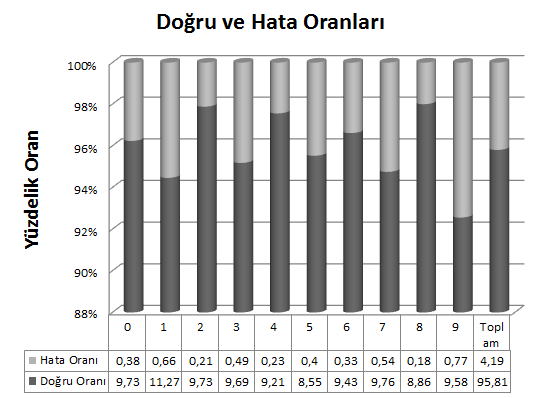 Doğru ve Hata Oranları
Yüzdelik Oran
100%
98%
96%
94%
92%
90%
88%
0 1 2 3 4 5 6 7 8 9 Topl
am
Hata Oranı 0,38 0,66 0,21 0,49 0,23 0,4 0,33 0,54 0,18 0,77 4,19
Doğru Oranı 9,73 11,27 9,73 9,69 9,21 8,55 9,43 9,76 8,86 9,58 95,81